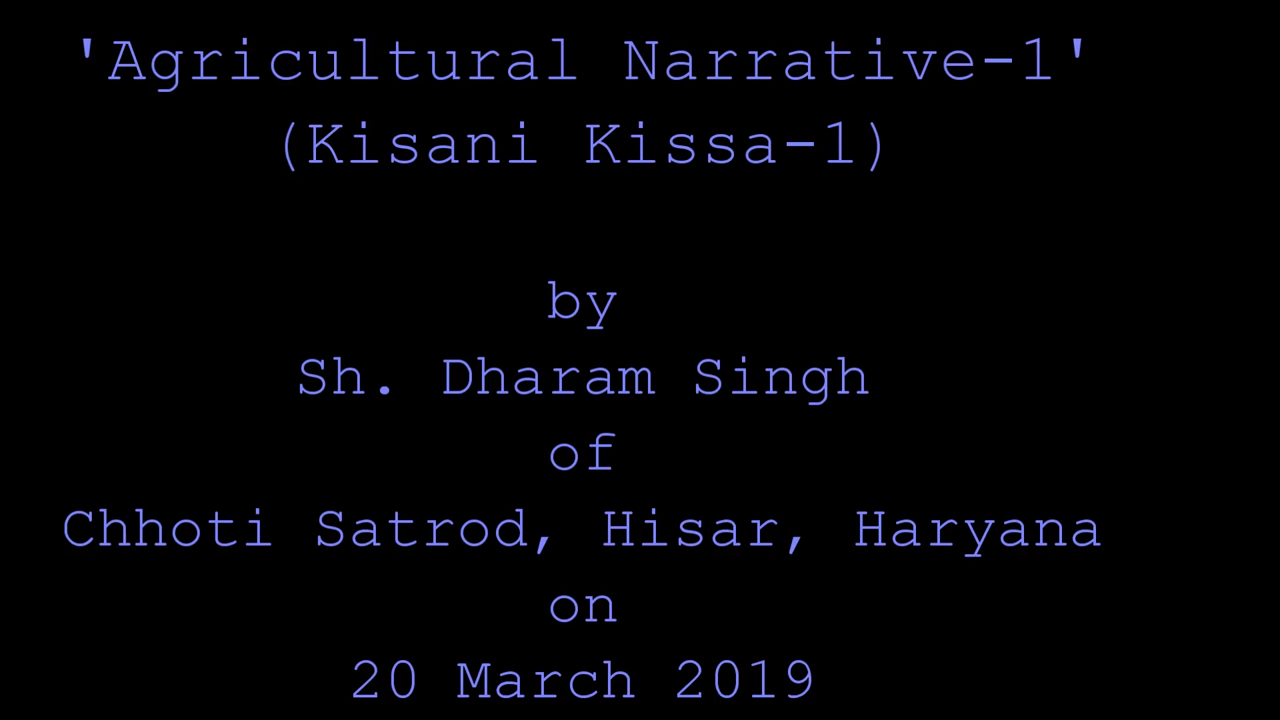 'Agricultural Narrative-1'
(Kisani Kissa-1)
by
Sh. Dharam Singh
of
Chhoti Satrod, Hisar, Haryana
on
20 March 2019